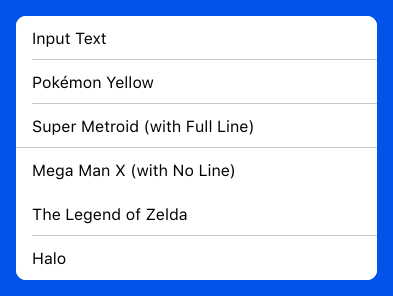 Input Text
Pokémon Yellow
Super Metroid (with Full Line)
Mega Man X (with No Line)
The Legend of Zelda
Halo